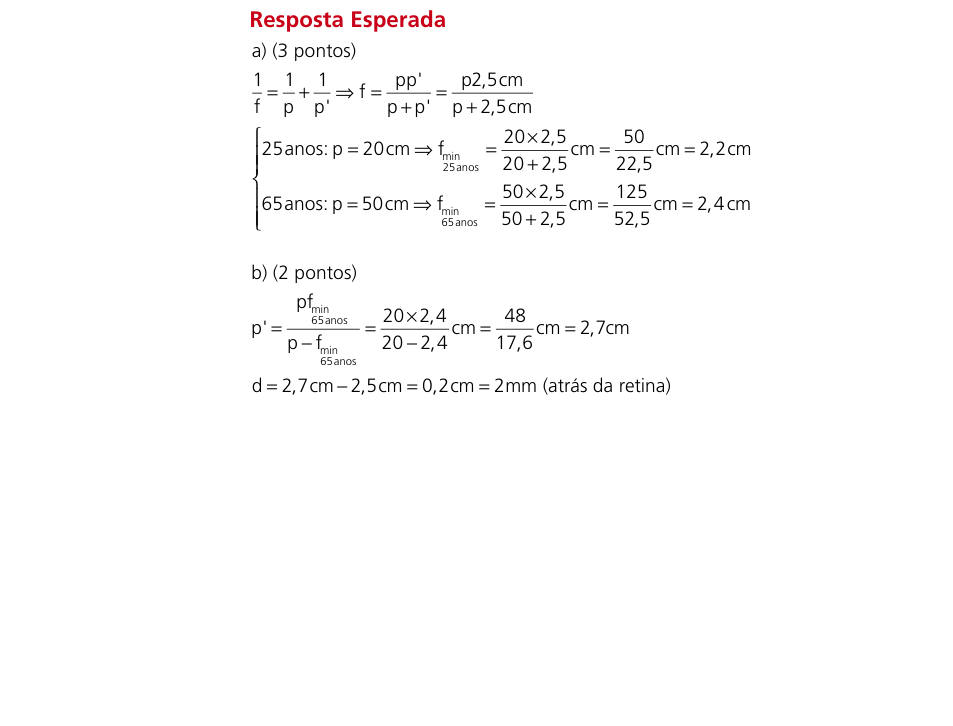 Resposta Esperada
a) (3 pontos)
1/f = 1/p + 1/p' ⇒ f = pp'/(p + p') = p2,5cm/(p + 2,5cm)
25anos: p = 20cm ⇒ f_min 25anos = (20 × 2,5)/(20 + 2,5) cm = 50/22,5 cm = 2,2cm
65anos: p = 50cm ⇒ f_min 65anos = (50 × 2,5)/(50 + 2,5) cm = 125/52,5 cm = 2,4cm
b) (2 pontos)
p' = pf_min 65anos/(p − f_min 65anos) = (20 × 2,4)/(20 − 2,4) cm = 48/17,6 cm = 2,7cm
d = 2,7cm − 2,5cm = 0,2cm = 2mm (atrás da retina)